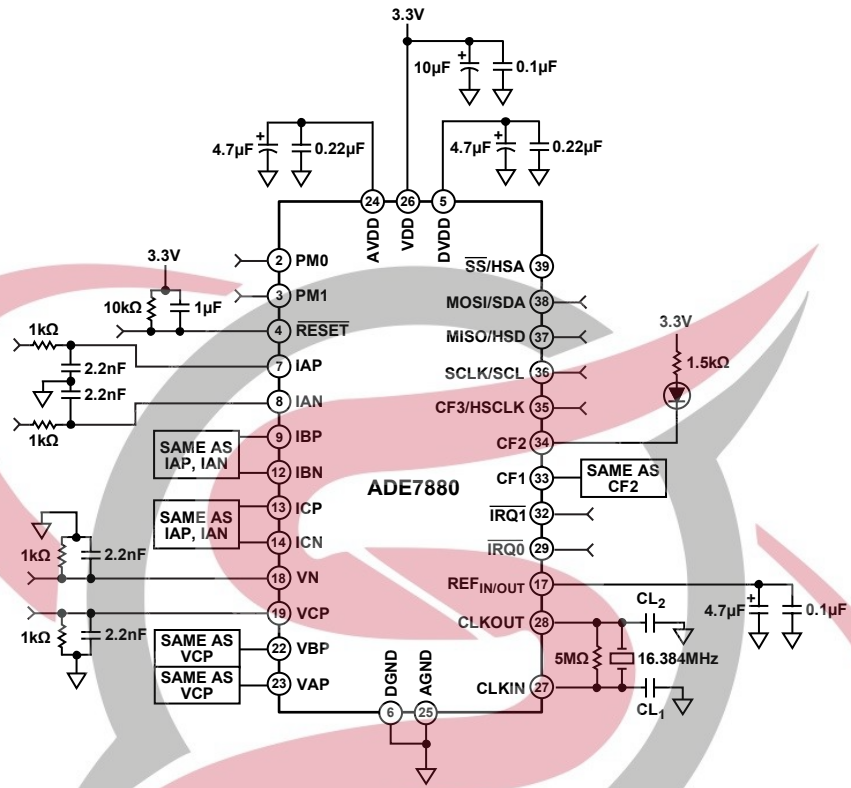 3.3V
10µF
+
0.1µF
4.7µF
+
0.22µF
4.7µF
+
0.22µF
24
26
5
AVDD
VDD
DVDD
3.3V
10kΩ
1µF
2
PM0
3
PM1
4
RESET
1kΩ
2.2nF
7
IAP
2.2nF
8
IAN
1kΩ
SAME AS
IAP, IAN
9
IBP
12
IBN
SAME AS
IAP, IAN
13
ICP
14
ICN
1kΩ
2.2nF
18
VN
19
VCP
1kΩ
2.2nF
SAME AS
VCP
22
VBP
SAME AS
VCP
23
VAP
ADE7880
SS/HSA
39
MOSI/SDA
38
MISO/HSD
37
SCLK/SCL
36
CF3/HSCLK
35
CF2
34
3.3V
1.5kΩ
CF1
33
SAME AS
CF2
IRQ1
32
IRQ0
29
REFIN/OUT
17
4.7µF
+
0.1µF
CLKOUT
28
CL2
5MΩ
16.384MHz
CLKIN
27
CL1
DGND
AGND
6
25